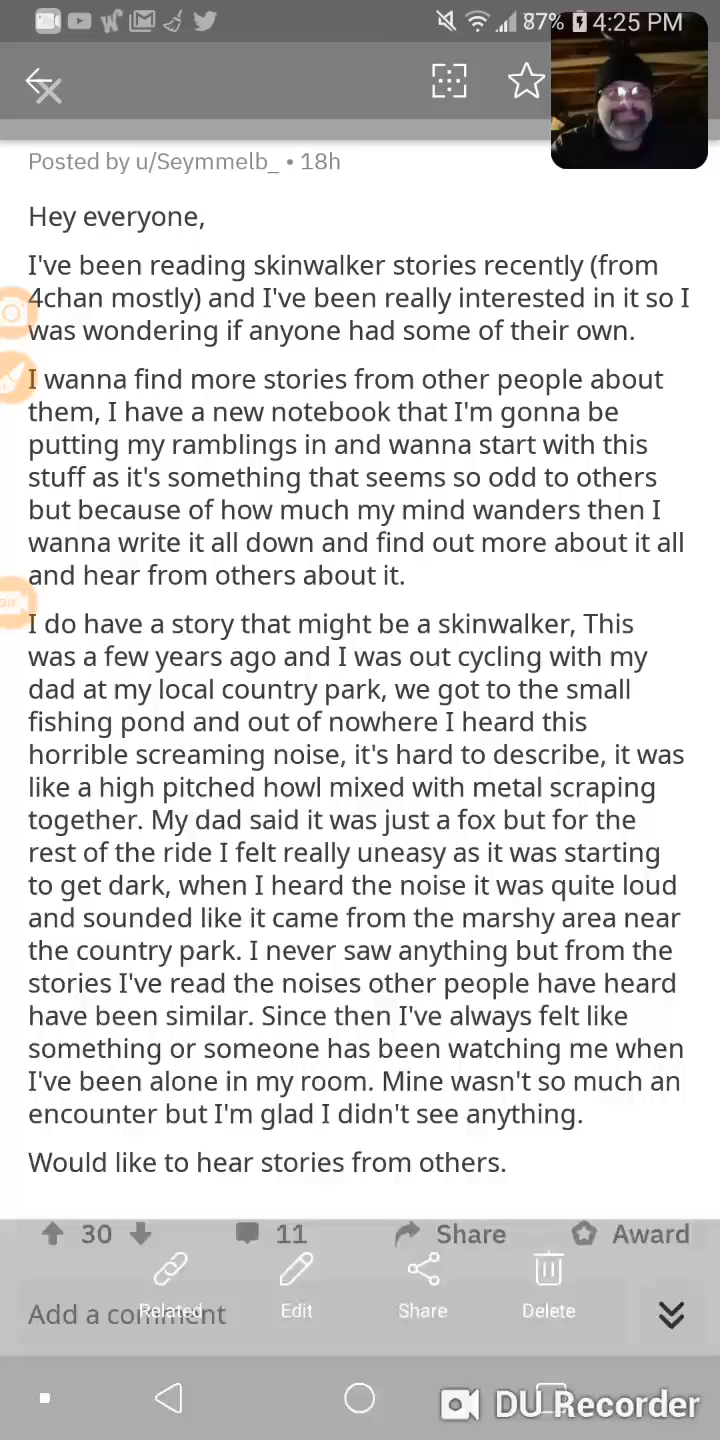 87% 4:25 PM
Posted by u/Seymmelb_ • 18h
Hey everyone,
I've been reading skinwalker stories recently (from
4chan mostly) and I've been really interested in it so I
was wondering if anyone had some of their own.
I wanna find more stories from other people about
them, I have a new notebook that I'm gonna be
putting my ramblings in and wanna start with this
stuff as it's something that seems so odd to others
but because of how much my mind wanders then I
wanna write it all down and find out more about it all
and hear from others about it.
GIF
I do have a story that might be a skinwalker, This
was a few years ago and I was out cycling with my
dad at my local country park, we got to the small
fishing pond and out of nowhere I heard this
horrible screaming noise, it's hard to describe, it was
like a high pitched howl mixed with metal scraping
together. My dad said it was just a fox but for the
rest of the ride I felt really uneasy as it was starting
to get dark, when I heard the noise it was quite loud
and sounded like it came from the marshy area near
the country park. I never saw anything but from the
stories I've read the noises other people have heard
have been similar. Since then I've always felt like
something or someone has been watching me when
I've been alone in my room. Mine wasn't so much an
encounter but I'm glad I didn't see anything.
Would like to hear stories from others.
30 11 Share Award
Add a comment
Related Edit Share Delete
DU Recorder